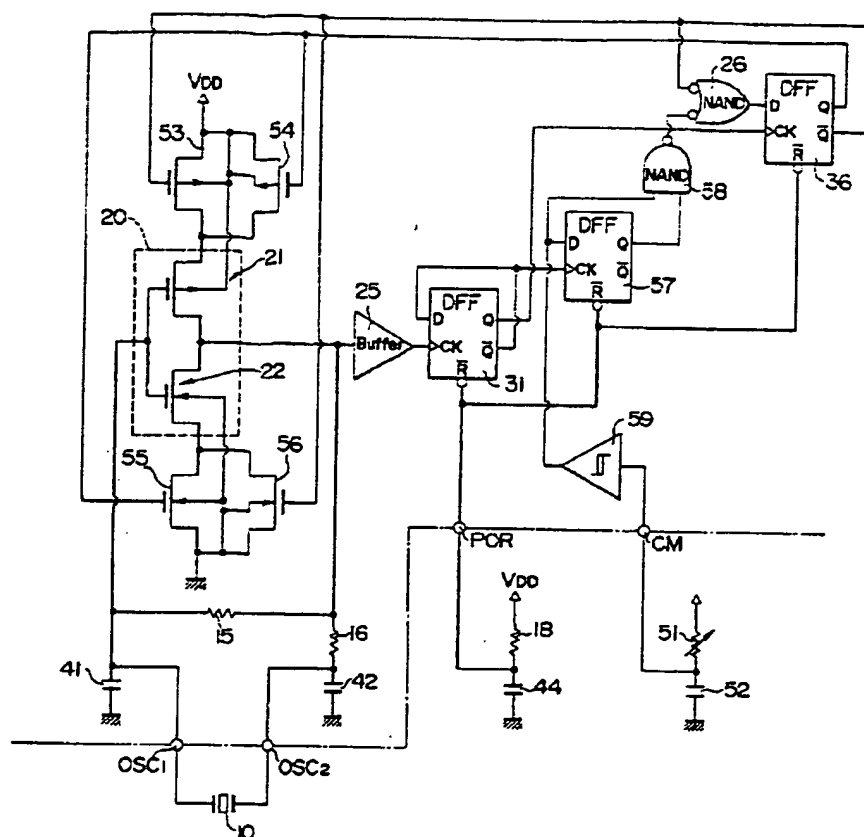 26
VDD
NAND
DFF
D
Q
53
54
CK
Q
R
36
NAND
58
20
21
DFF
D
Q
CK
Q
57
R
25
Buffer
DFF
D
Q
CK
Q
R
31
22
59
55
56
POR
CM
VDD
15
16
18
51
41
42
44
52
OSC1
OSC2
10